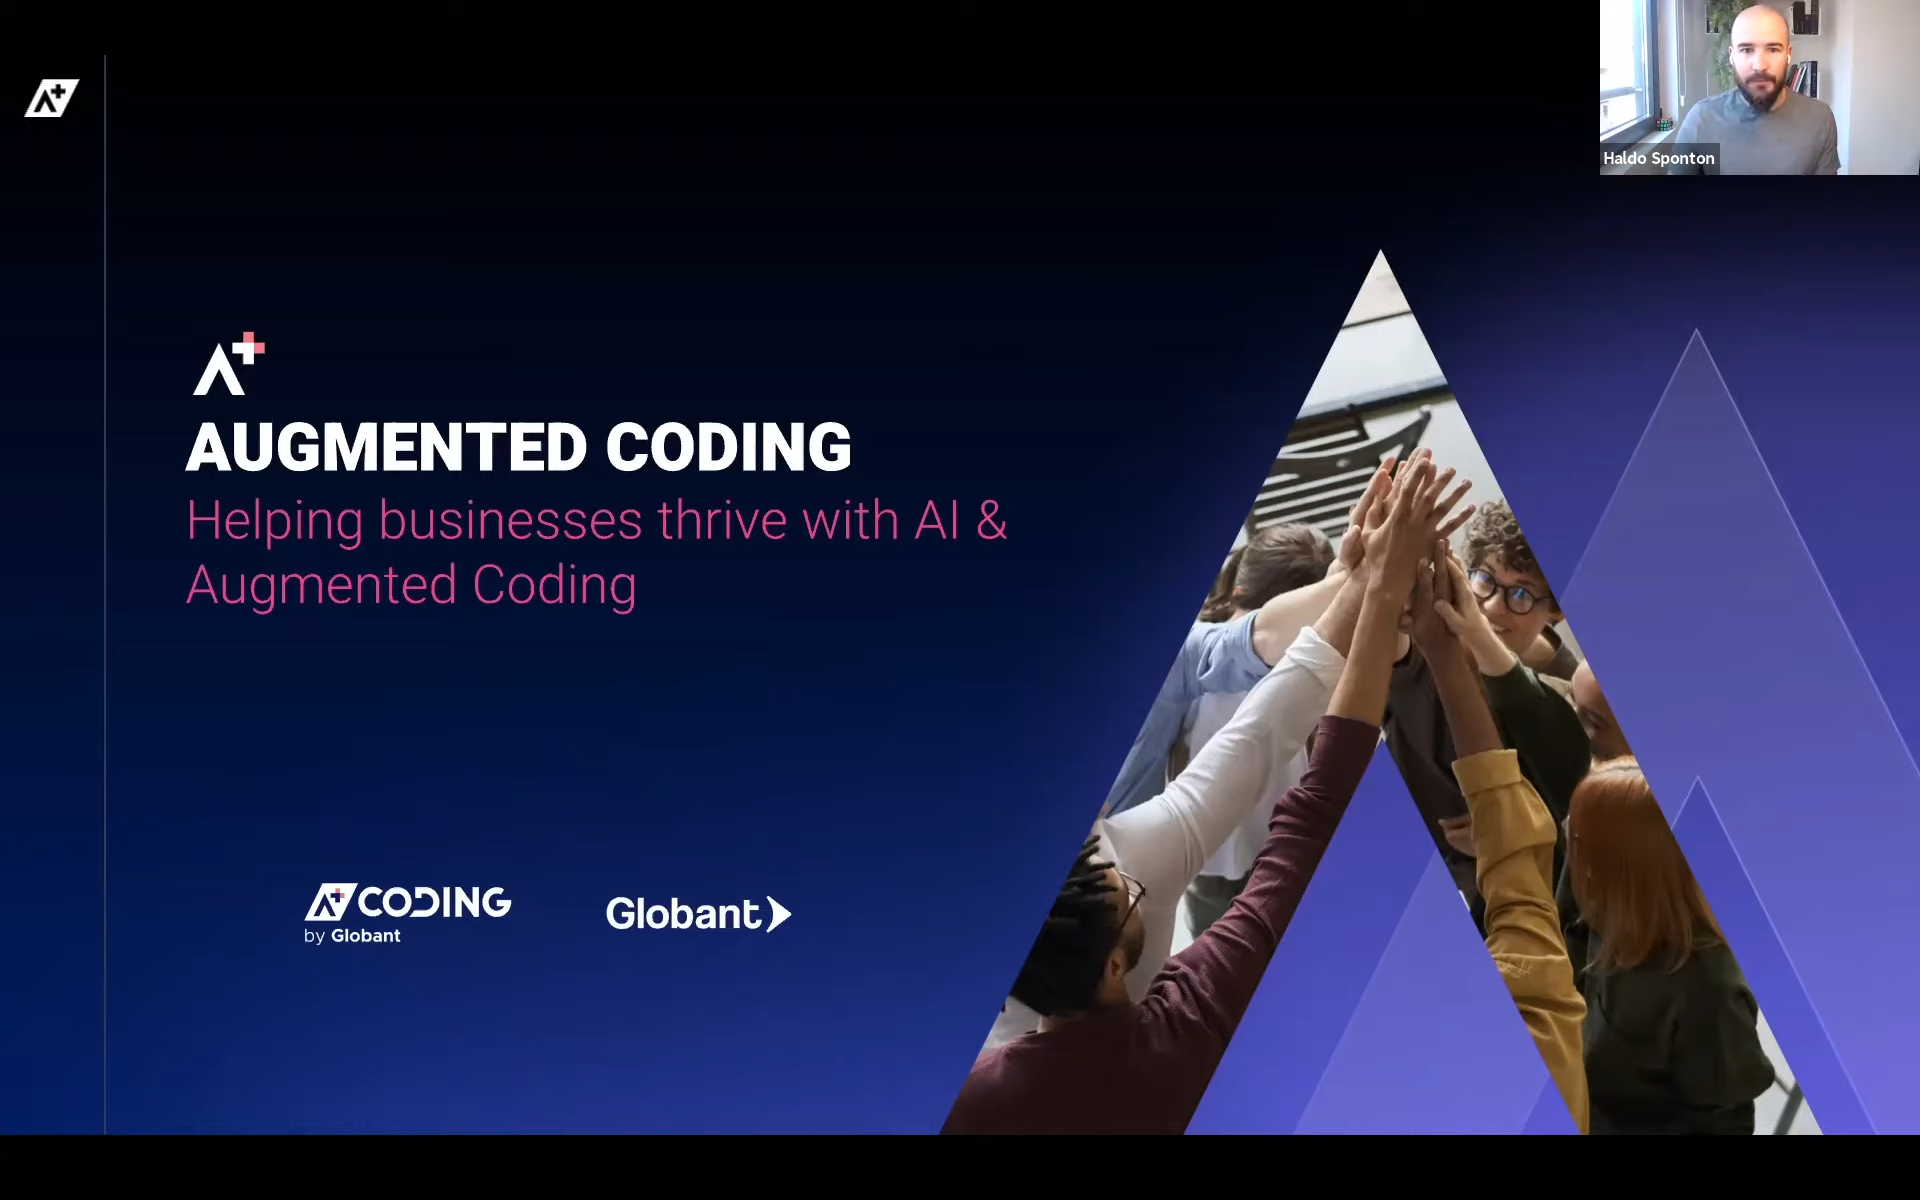 Haldo Sponton
AUGMENTED CODING
Helping businesses thrive with AI &
Augmented Coding
A+ CODING
by Globant
Globant